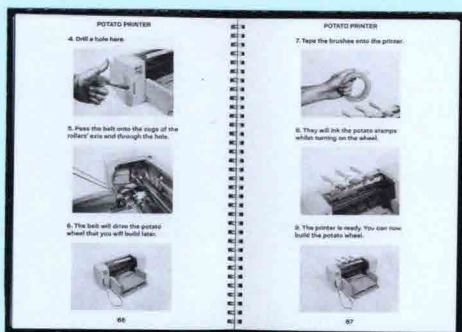 POTATO PRINTER
4. Drill a hole here.
5. Pass the belt onto the cogs of the
rollers' axis and through the hole.
6. The belt will drive the potato
wheel that you will build later.
66
POTATO PRINTER
7. Tape the brushes onto the printer.
8. They will ink the potato stamps
whilst turning on the wheel.
9. The printer is ready. You can now
build the potato wheel.
67